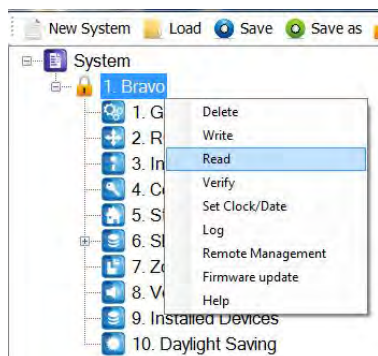 New System Load Save Save as
System
1. Bravo
1. G
2. R
3. In
4. Co
5. St
6. Sl
7. Zo
8. Vo
9. Installed Devices
10. Daylight Saving
Delete
Write
Read
Verify
Set Clock/Date
Log
Remote Management
Firmware update
Help